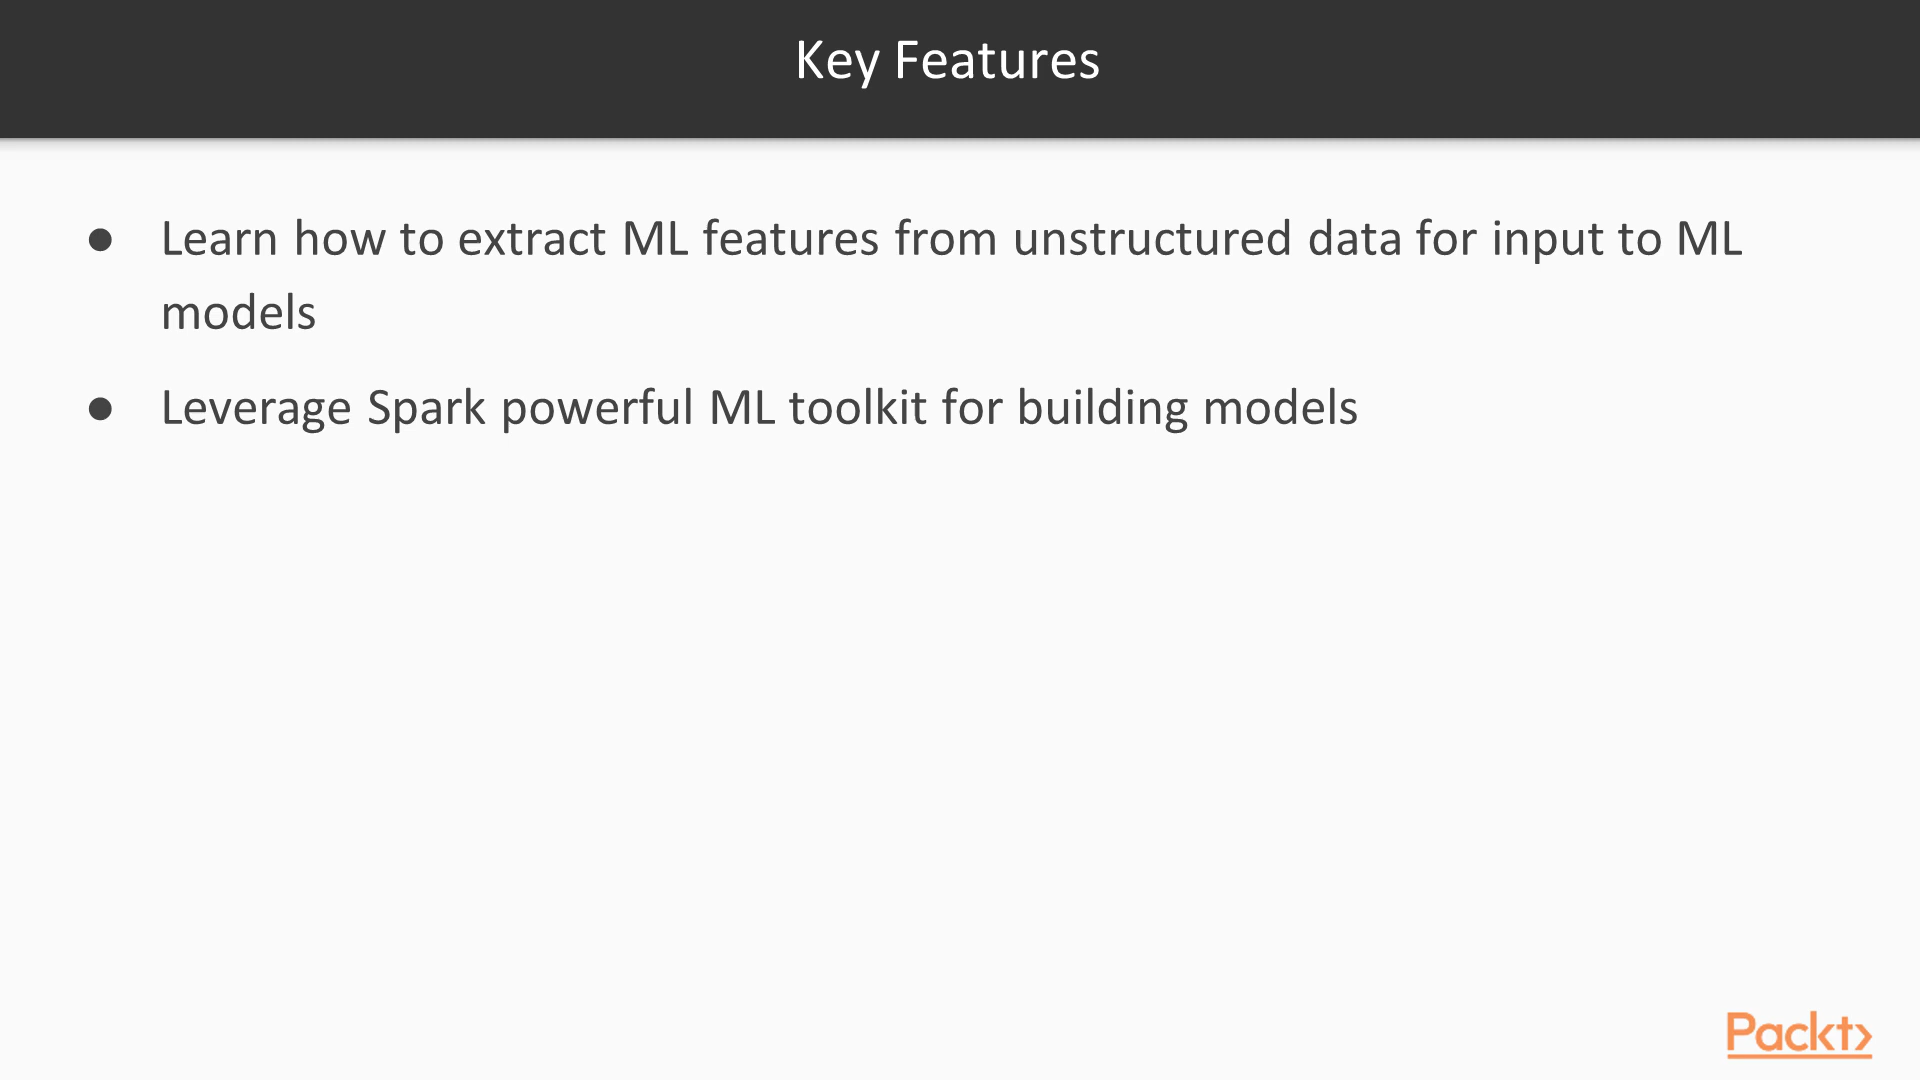 Key Features
● Learn how to extract ML features from unstructured data for input to ML
models
● Leverage Spark powerful ML toolkit for building models
Packt>